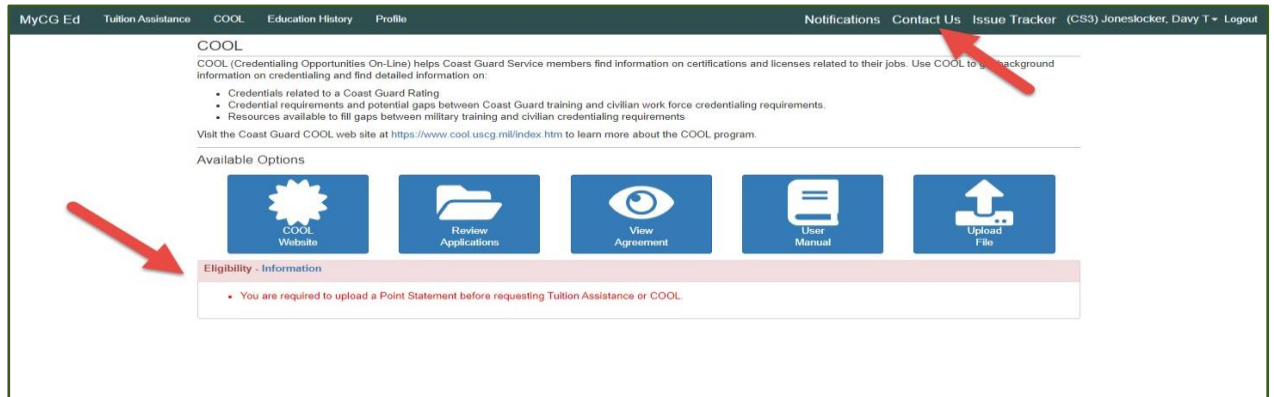 MyCG Ed Tuition Assistance COOL Education History Profile Notifications Contact Us Issue Tracker (CS3) Joneslocker, Davy T Logout
COOL
COOL (Credentialing Opportunities On-Line) helps Coast Guard Service members find information on certifications and licenses related to their jobs. Use COOL to background
information on credentialing and find detailed information on:
• Credentials related to a Coast Guard Rating
• Credential requirements and potential gaps between Coast Guard training and civilian work force credentialing requirements.
• Resources available to fill gaps between military training and civilian credentialing requirements
Visit the Coast Guard COOL web site at https://www.cool.uscg.mil/index.htm to learn more about the COOL program.
Available Options
COOL
Website
Review
Applications
View
Agreement
User
Manual
Upload
File
Eligibility - Information
• You are required to upload a Point Statement before requesting Tuition Assistance or COOL.